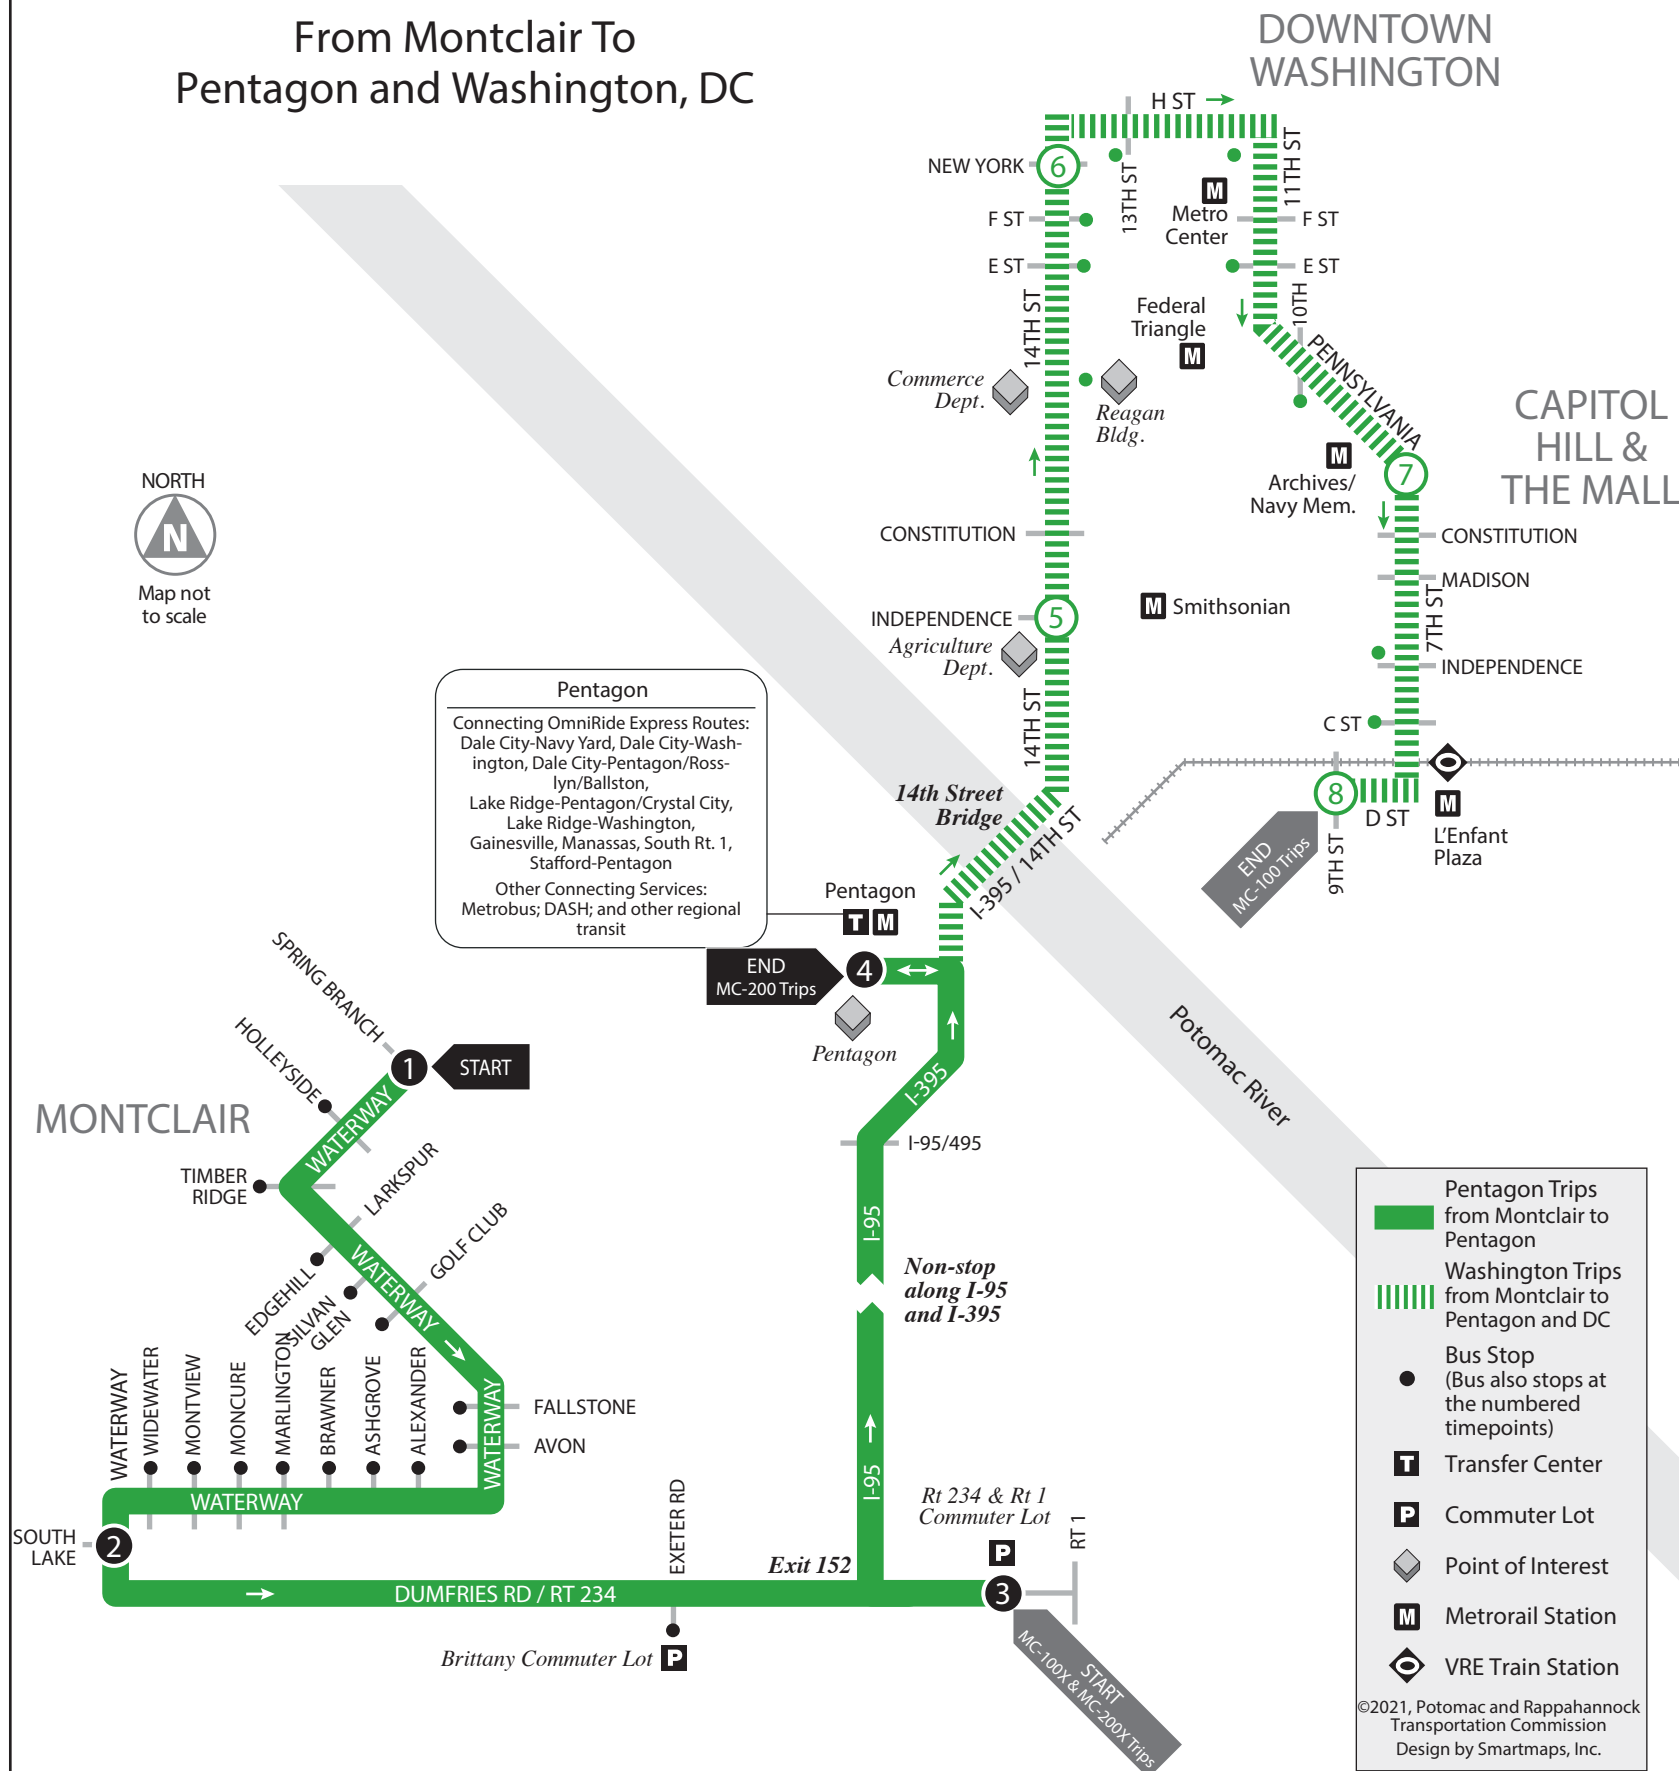 From Montclair To
Pentagon and Washington, DC
DOWNTOWN
WASHINGTON
H ST
NEW YORK
6
13TH ST
11TH ST
M
Metro
Center
F ST
F ST
E ST
E ST
14TH ST
10TH
Federal
Triangle
M
PENNSYLVANIA
Commerce
Dept.
Reagan
Bldg.
CAPITOL
HILL &
THE MALL
M
Archives/
Navy Mem.
7
NORTH
N
Map not
to scale
CONSTITUTION
CONSTITUTION
MADISON
M Smithsonian
7TH ST
INDEPENDENCE
5
Agriculture
Dept.
INDEPENDENCE
14TH ST
C ST
Pentagon
Connecting OmniRide Express Routes:
Dale City-Navy Yard, Dale City-Wash-
ington, Dale City-Pentagon/Ross-
lyn/Ballston,
Lake Ridge-Pentagon/Crystal City,
Lake Ridge-Washington,
Gainesville, Manassas, South Rt. 1,
Stafford-Pentagon
Other Connecting Services:
Metrobus; DASH; and other regional
transit
14th Street
Bridge
I-395 / 14TH ST
8
D ST
M
L'Enfant
Plaza
9TH ST
END
MC-100 Trips
Pentagon
T M
END
MC-200 Trips
4
Pentagon
I-395
Potomac River
SPRING BRANCH
HOLLEYSIDE
1
START
MONTCLAIR
WATERWAY
TIMBER
RIDGE
LARKSPUR
GOLF CLUB
WATERWAY
EDGEHILL
SILVAN
GLEN
I-95/495
I-95
Non-stop
along I-95
and I-395
WATERWAY
WIDEWATER
MONTVIEW
MONCURE
MARLINGTON
BRAWNER
ASHGROVE
ALEXANDER
WATERWAY
FALLSTONE
AVON
WATERWAY
SOUTH
LAKE
2
EXETER RD
I-95
Rt 234 & Rt 1
Commuter Lot
P
RT 1
Exit 152
DUMFRIES RD / RT 234
3
Brittany Commuter Lot P
START
MC-100X & MC-200X Trips
Pentagon Trips
from Montclair to
Pentagon
Washington Trips
from Montclair to
Pentagon and DC
Bus Stop
(Bus also stops at
the numbered
timepoints)
T Transfer Center
P Commuter Lot
Point of Interest
M Metrorail Station
VRE Train Station
©2021, Potomac and Rappahannock
Transportation Commission
Design by Smartmaps, Inc.